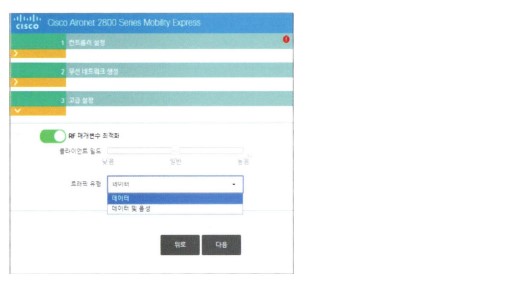 CISCO Cisco Aironet 2800 Series Mobility Express
1 컨트롤러 설정
2 무선 네트워크 생성
3 고급 설정
RF 매개변수 최적화
클라이언트 밀도
낮음 일반 높음
트래픽 유형 데이터
데이터
데이터 및 음성
뒤로 다음